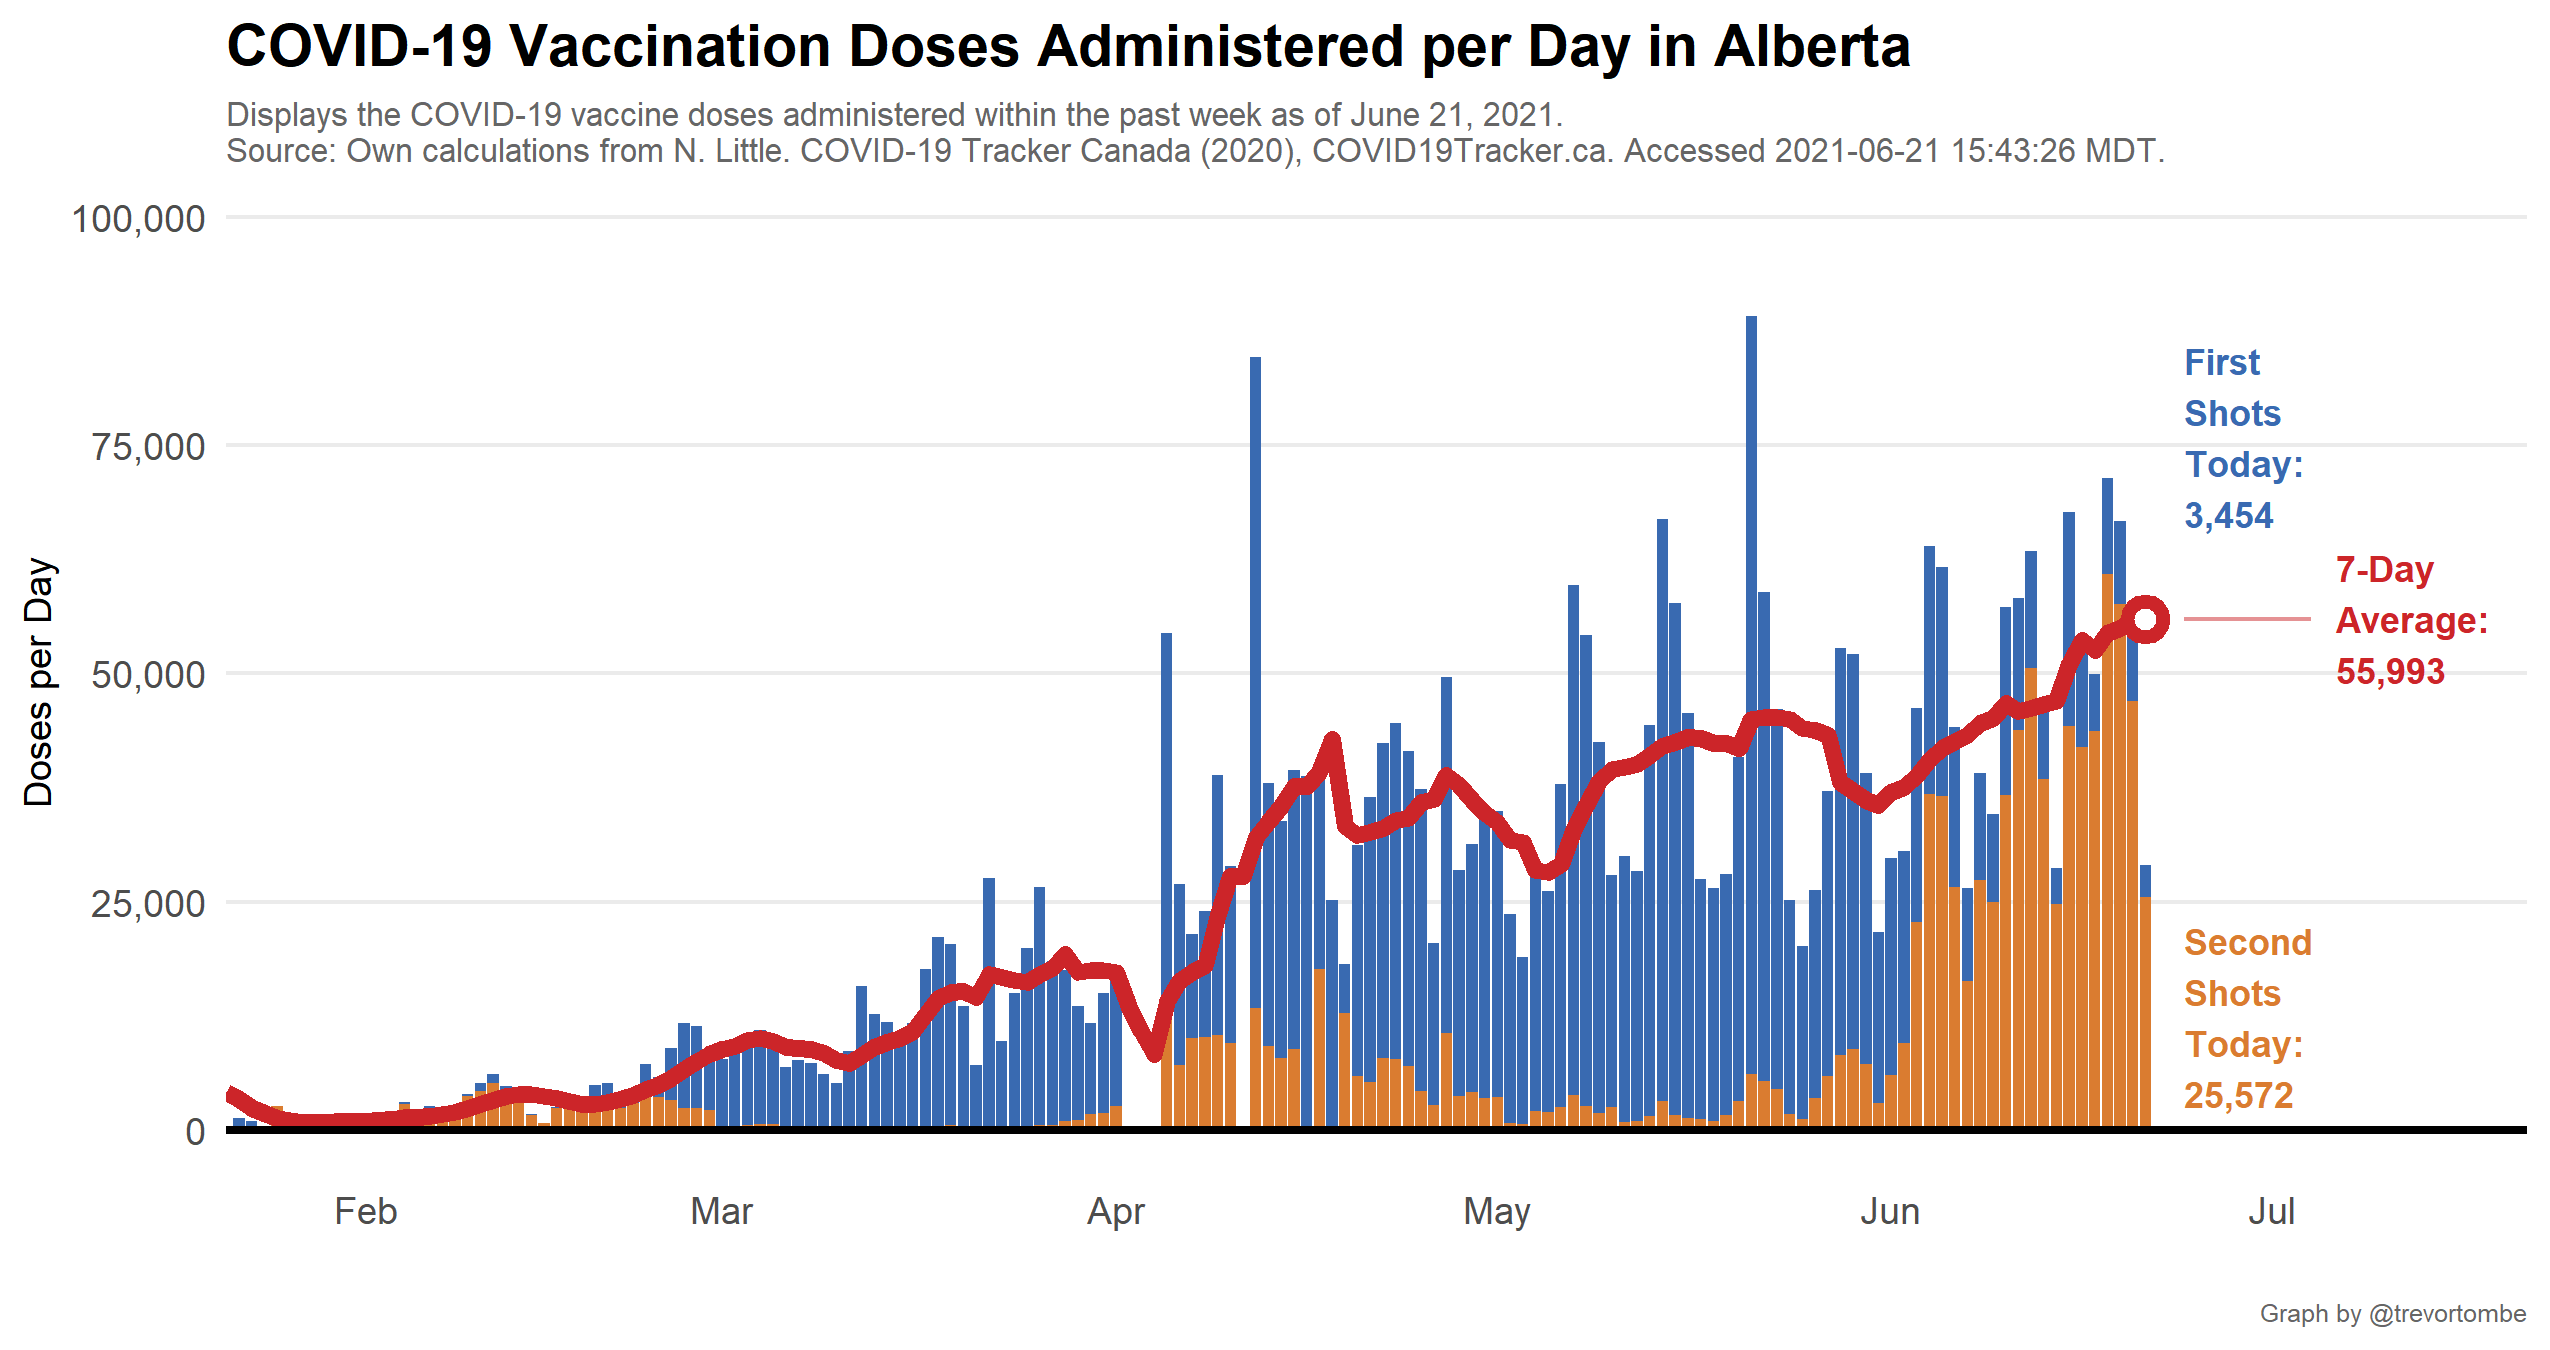 COVID-19 Vaccination Doses Administered per Day in Alberta
Displays the COVID-19 vaccine doses administered within the past week as of June 21, 2021.
Source: Own calculations from N. Little. COVID-19 Tracker Canada (2020), COVID19Tracker.ca. Accessed 2021-06-21 15:43:26 MDT.
Doses per Day
100,000
75,000
50,000
25,000
0
First
Shots
Today:
3,454
7-Day
Average:
55,993
Second
Shots
Today:
25,572
Feb
Mar
Apr
May
Jun
Jul
Graph by @trevortombe